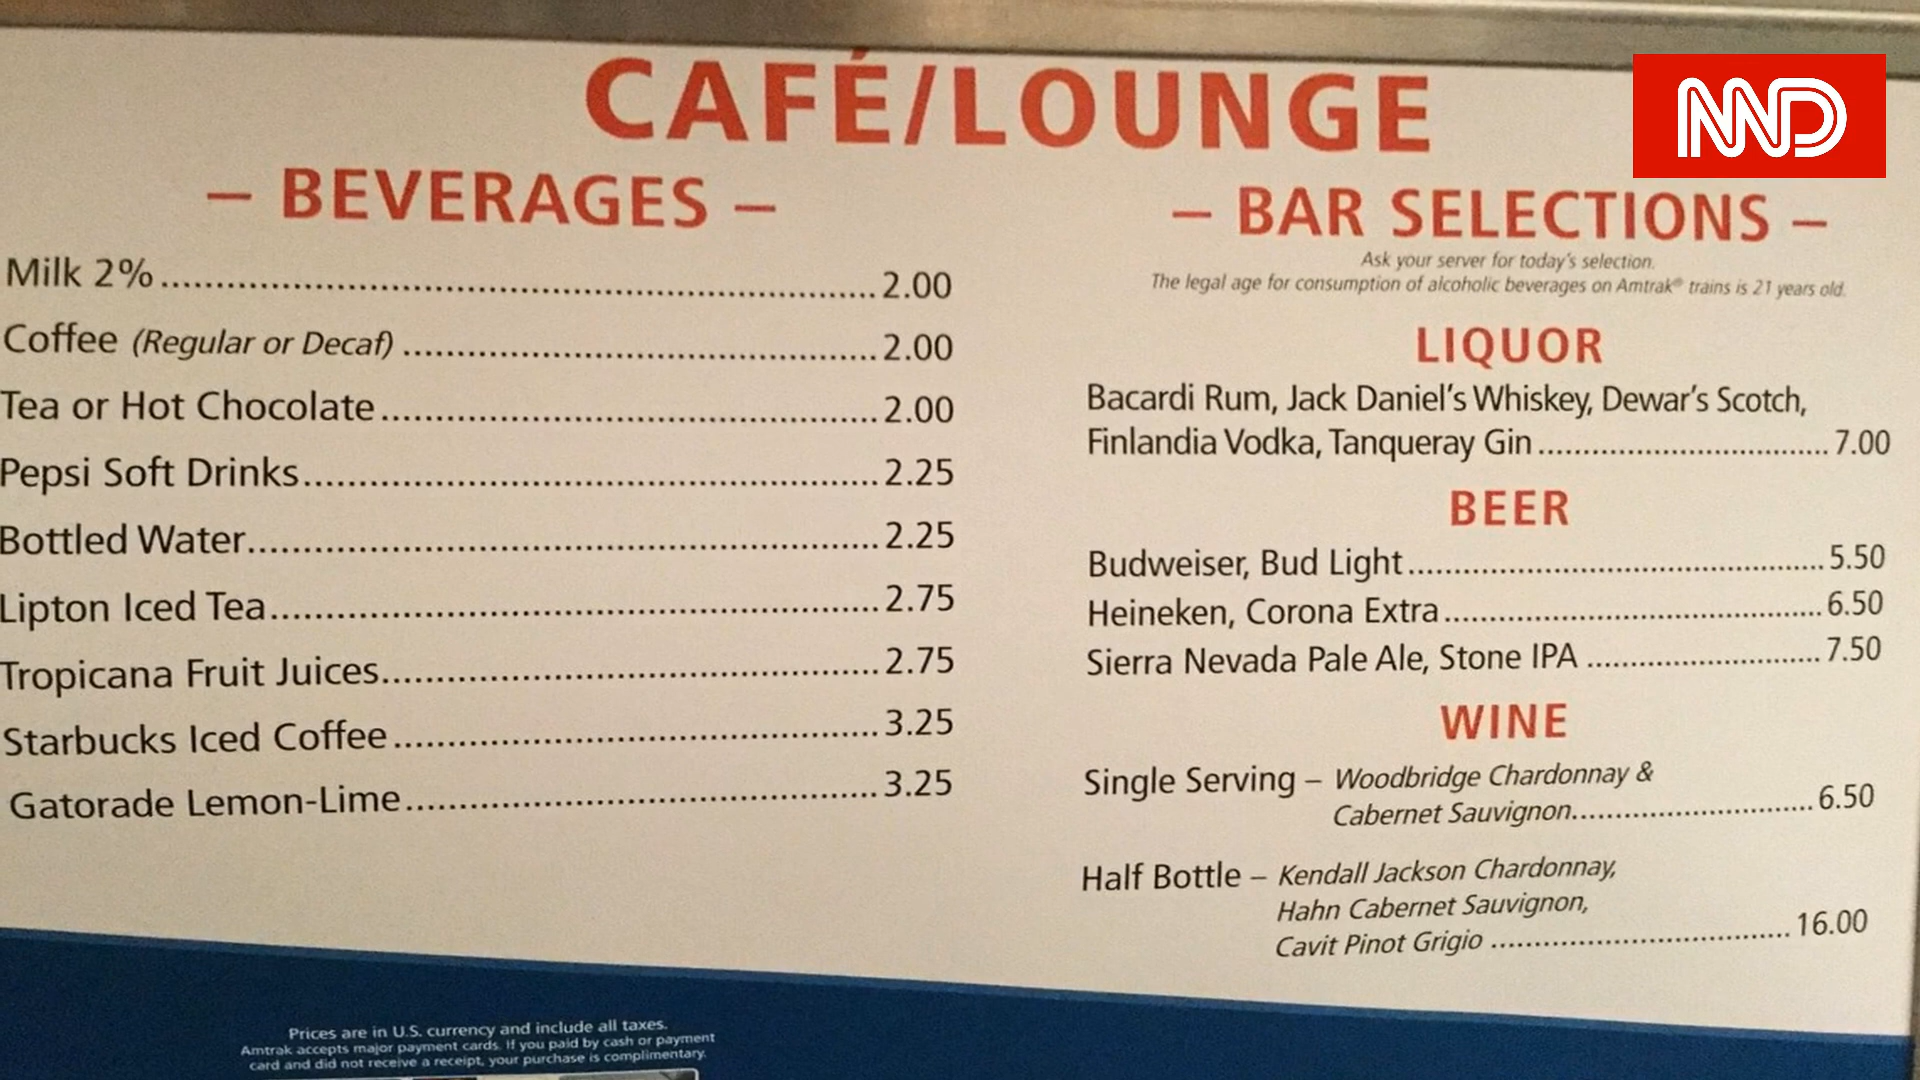 CAFÉ/LOUNGE
NND
– BEVERAGES –
Milk 2%........2.00
Coffee (Regular or Decaf)........2.00
Tea or Hot Chocolate........2.00
Pepsi Soft Drinks........2.25
Bottled Water........2.25
Lipton Iced Tea........2.75
Tropicana Fruit Juices........2.75
Starbucks Iced Coffee........3.25
Gatorade Lemon-Lime........3.25
– BAR SELECTIONS –
Ask your server for today's selection.
The legal age for consumption of alcoholic beverages on Amtrak® trains is 21 years old.
LIQUOR
Bacardi Rum, Jack Daniel's Whiskey, Dewar's Scotch,
Finlandia Vodka, Tanqueray Gin........7.00
BEER
Budweiser, Bud Light........5.50
Heineken, Corona Extra........6.50
Sierra Nevada Pale Ale, Stone IPA........7.50
WINE
Single Serving – Woodbridge Chardonnay &
Cabernet Sauvignon........6.50
Half Bottle – Kendall Jackson Chardonnay,
Hahn Cabernet Sauvignon,
Cavit Pinot Grigio........16.00
Prices are in U.S. currency and include all taxes.
Amtrak accepts major payment cards. If you paid by cash or payment
card and did not receive a receipt, your purchase is complimentary.